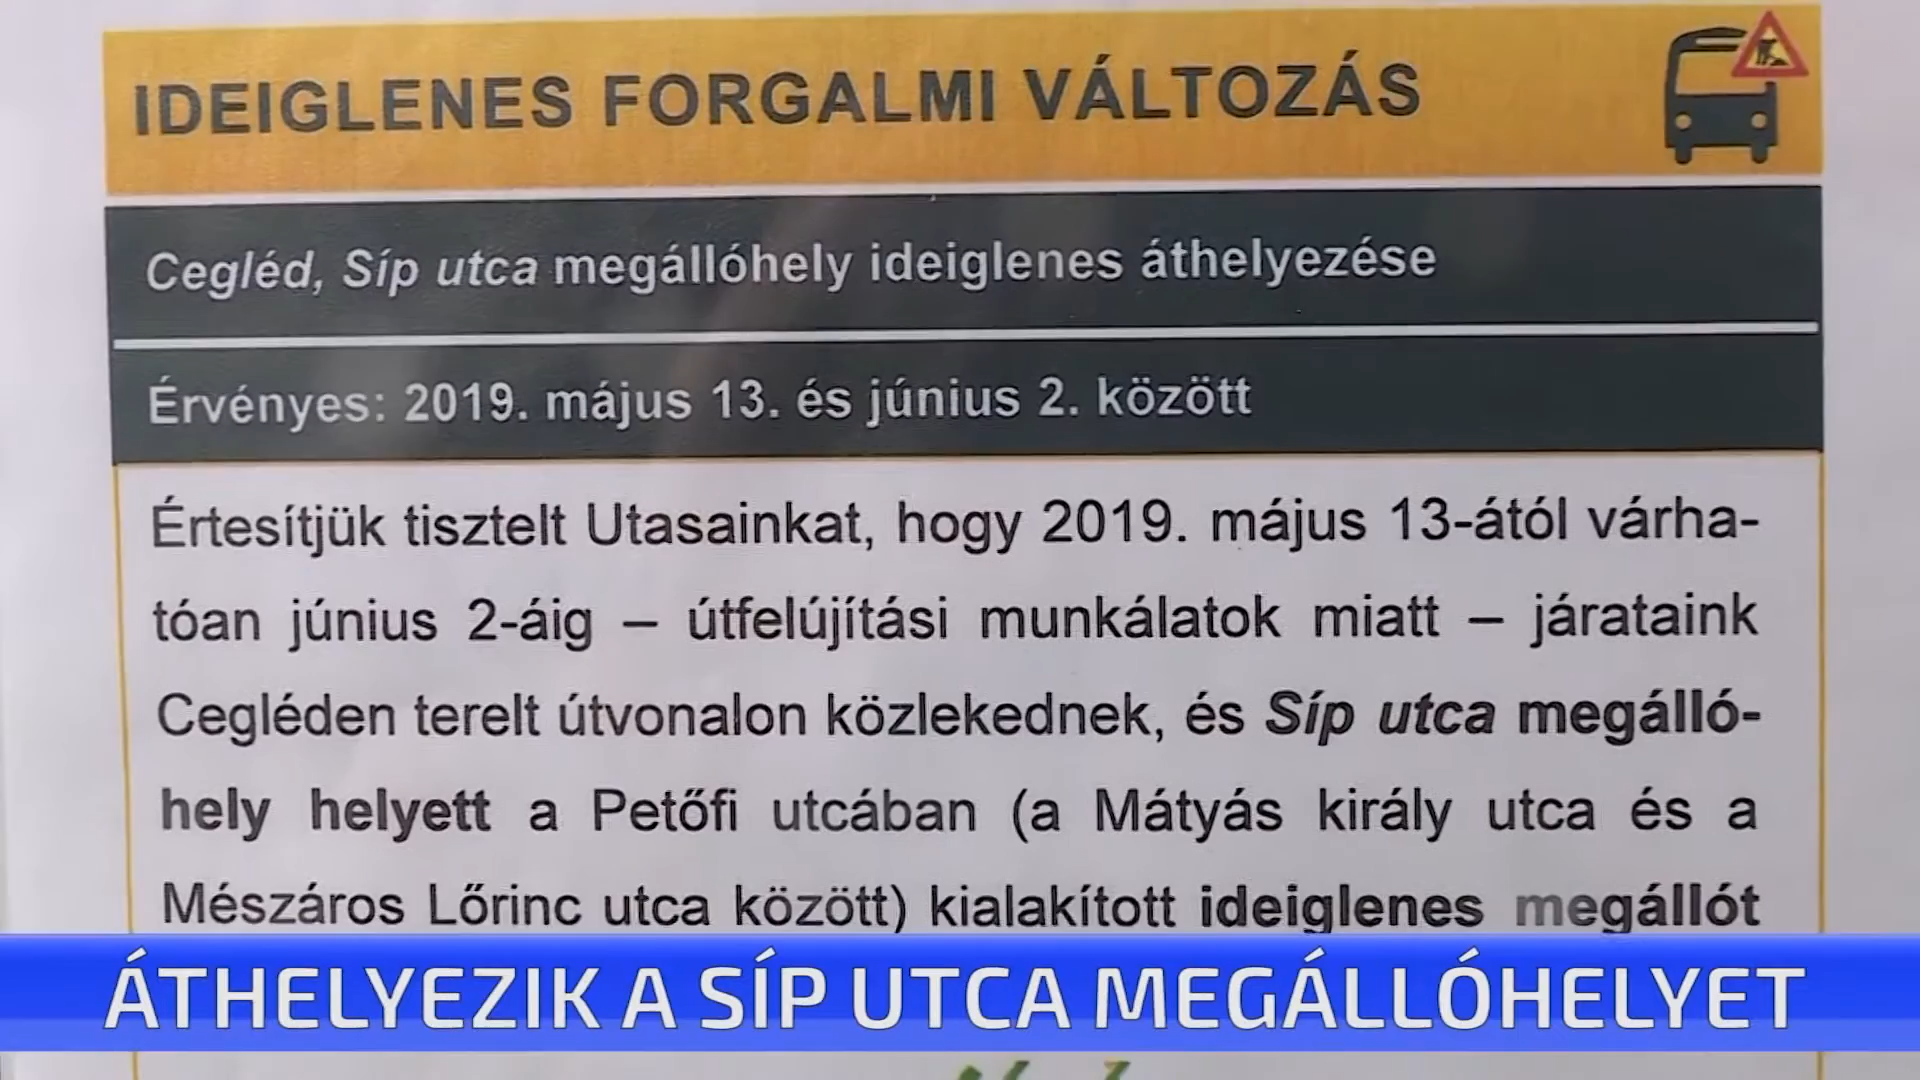 IDEIGLENES FORGALMI VÁLTOZÁS
Cegléd, Síp utca megállóhely ideiglenes áthelyezése
Érvényes: 2019. május 13. és június 2. között
Értesítjük tisztelt Utasainkat, hogy 2019. május 13-ától várha-
tóan június 2-áig – útfelújítási munkálatok miatt – járataink
Cegléden terelt útvonalon közlekednek, és Síp utca megálló-
hely helyett a Petőfi utcában (a Mátyás király utca és a
Mészáros Lőrinc utca között) kialakított ideiglenes megállót
ÁTHELYEZIK A SÍP UTCA MEGÁLLÓHELYET